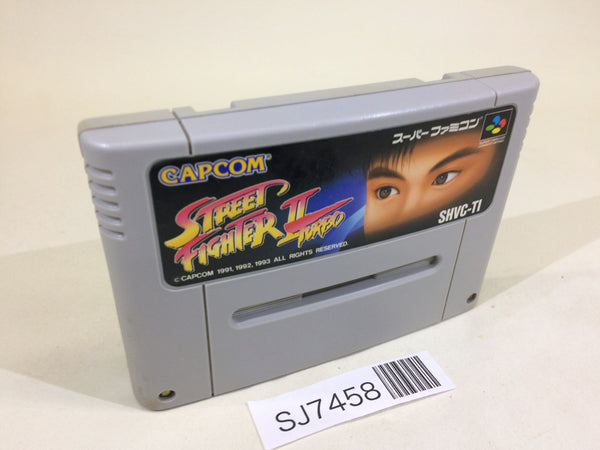 CAPCOM
スーパーファミコン
STREET
FIGHTER II
TURBO
SHVC-TI
© CAPCOM 1991, 1992, 1993 ALL RIGHTS RESERVED.
SJ7458